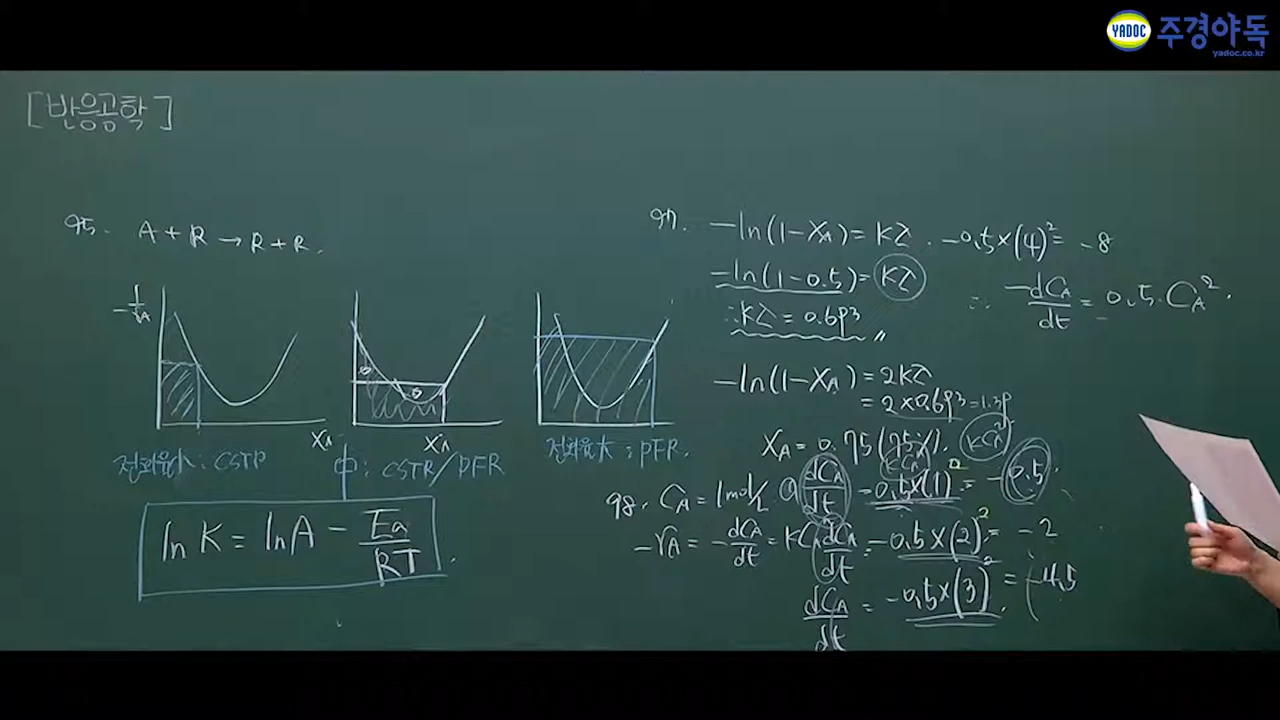 YADOC 주경야독
yadoc.co.kr
[반응공학]
95. A + R → R + R.
1/-rA
XA
XA
전화율小 : CSTR
中 : CSTR/PFR
전화율大 : PFR.
ln K = ln A - Ea/RT.
97. -ln(1-XA) = Kτ.
-ln(1-0.5) = Kτ
∴ Kτ = 0.693 〃
-ln(1-XA) = 2Kτ
= 2×0.693 = 1.39
XA = 0.75(75%).
98. CA = 1mol/L
-rA = -dCA/dt = KCA
KCA²
dCA/dt = -0.5×(1)² = -0.5.
dCA/dt = -0.5×(2)² = -2
dCA/dt = -0.5×(3)² = -4.5
-0.5×(4)² = -8
∴ -dCA/dt = 0.5·CA².